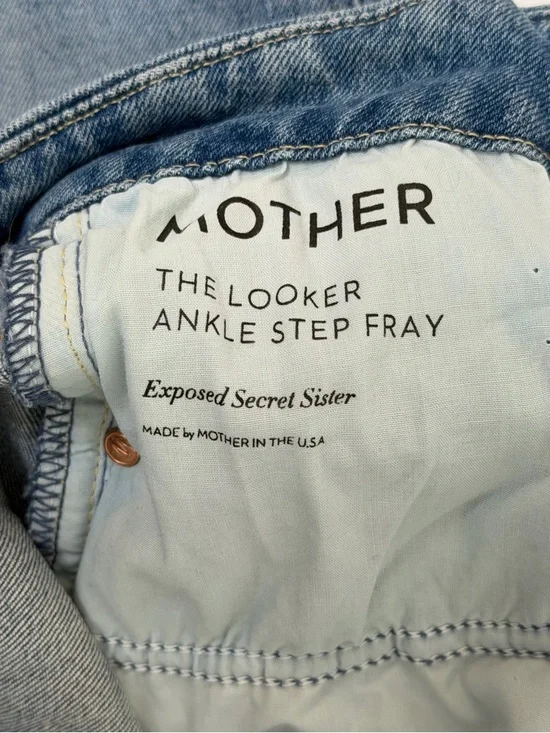 MOTHER
THE LOOKER
ANKLE STEP FRAY
Exposed Secret Sister
MADE by MOTHER IN THE U.S.A